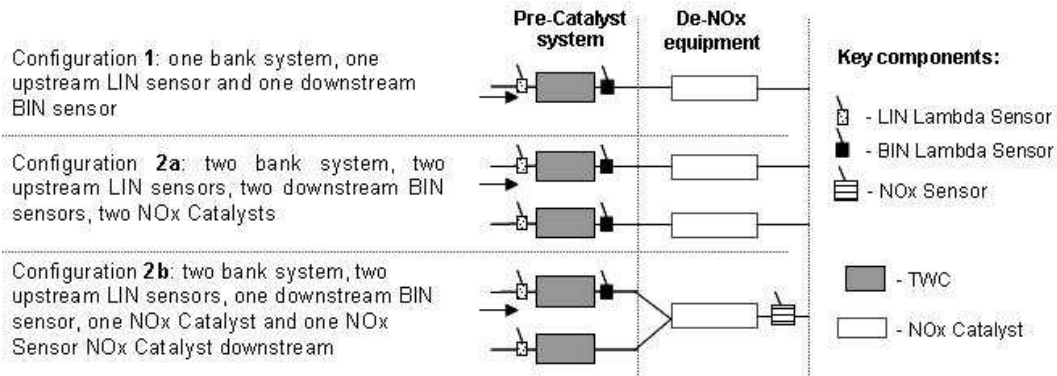 Pre-Catalyst
system
De-NOx
equipment
Configuration 1: one bank system, one
upstream LIN sensor and one downstream
BIN sensor
Key components:
- LIN Lambda Sensor
- BIN Lambda Sensor
- NOx Sensor
Configuration 2a: two bank system, two
upstream LIN sensors, two downstream BIN
sensors, two NOx Catalysts
Configuration 2b: two bank system, two
upstream LIN sensors, one downstream BIN
sensor, one NOx Catalyst and one NOx
Sensor NOx Catalyst downstream
- TWC
- NOx Catalyst